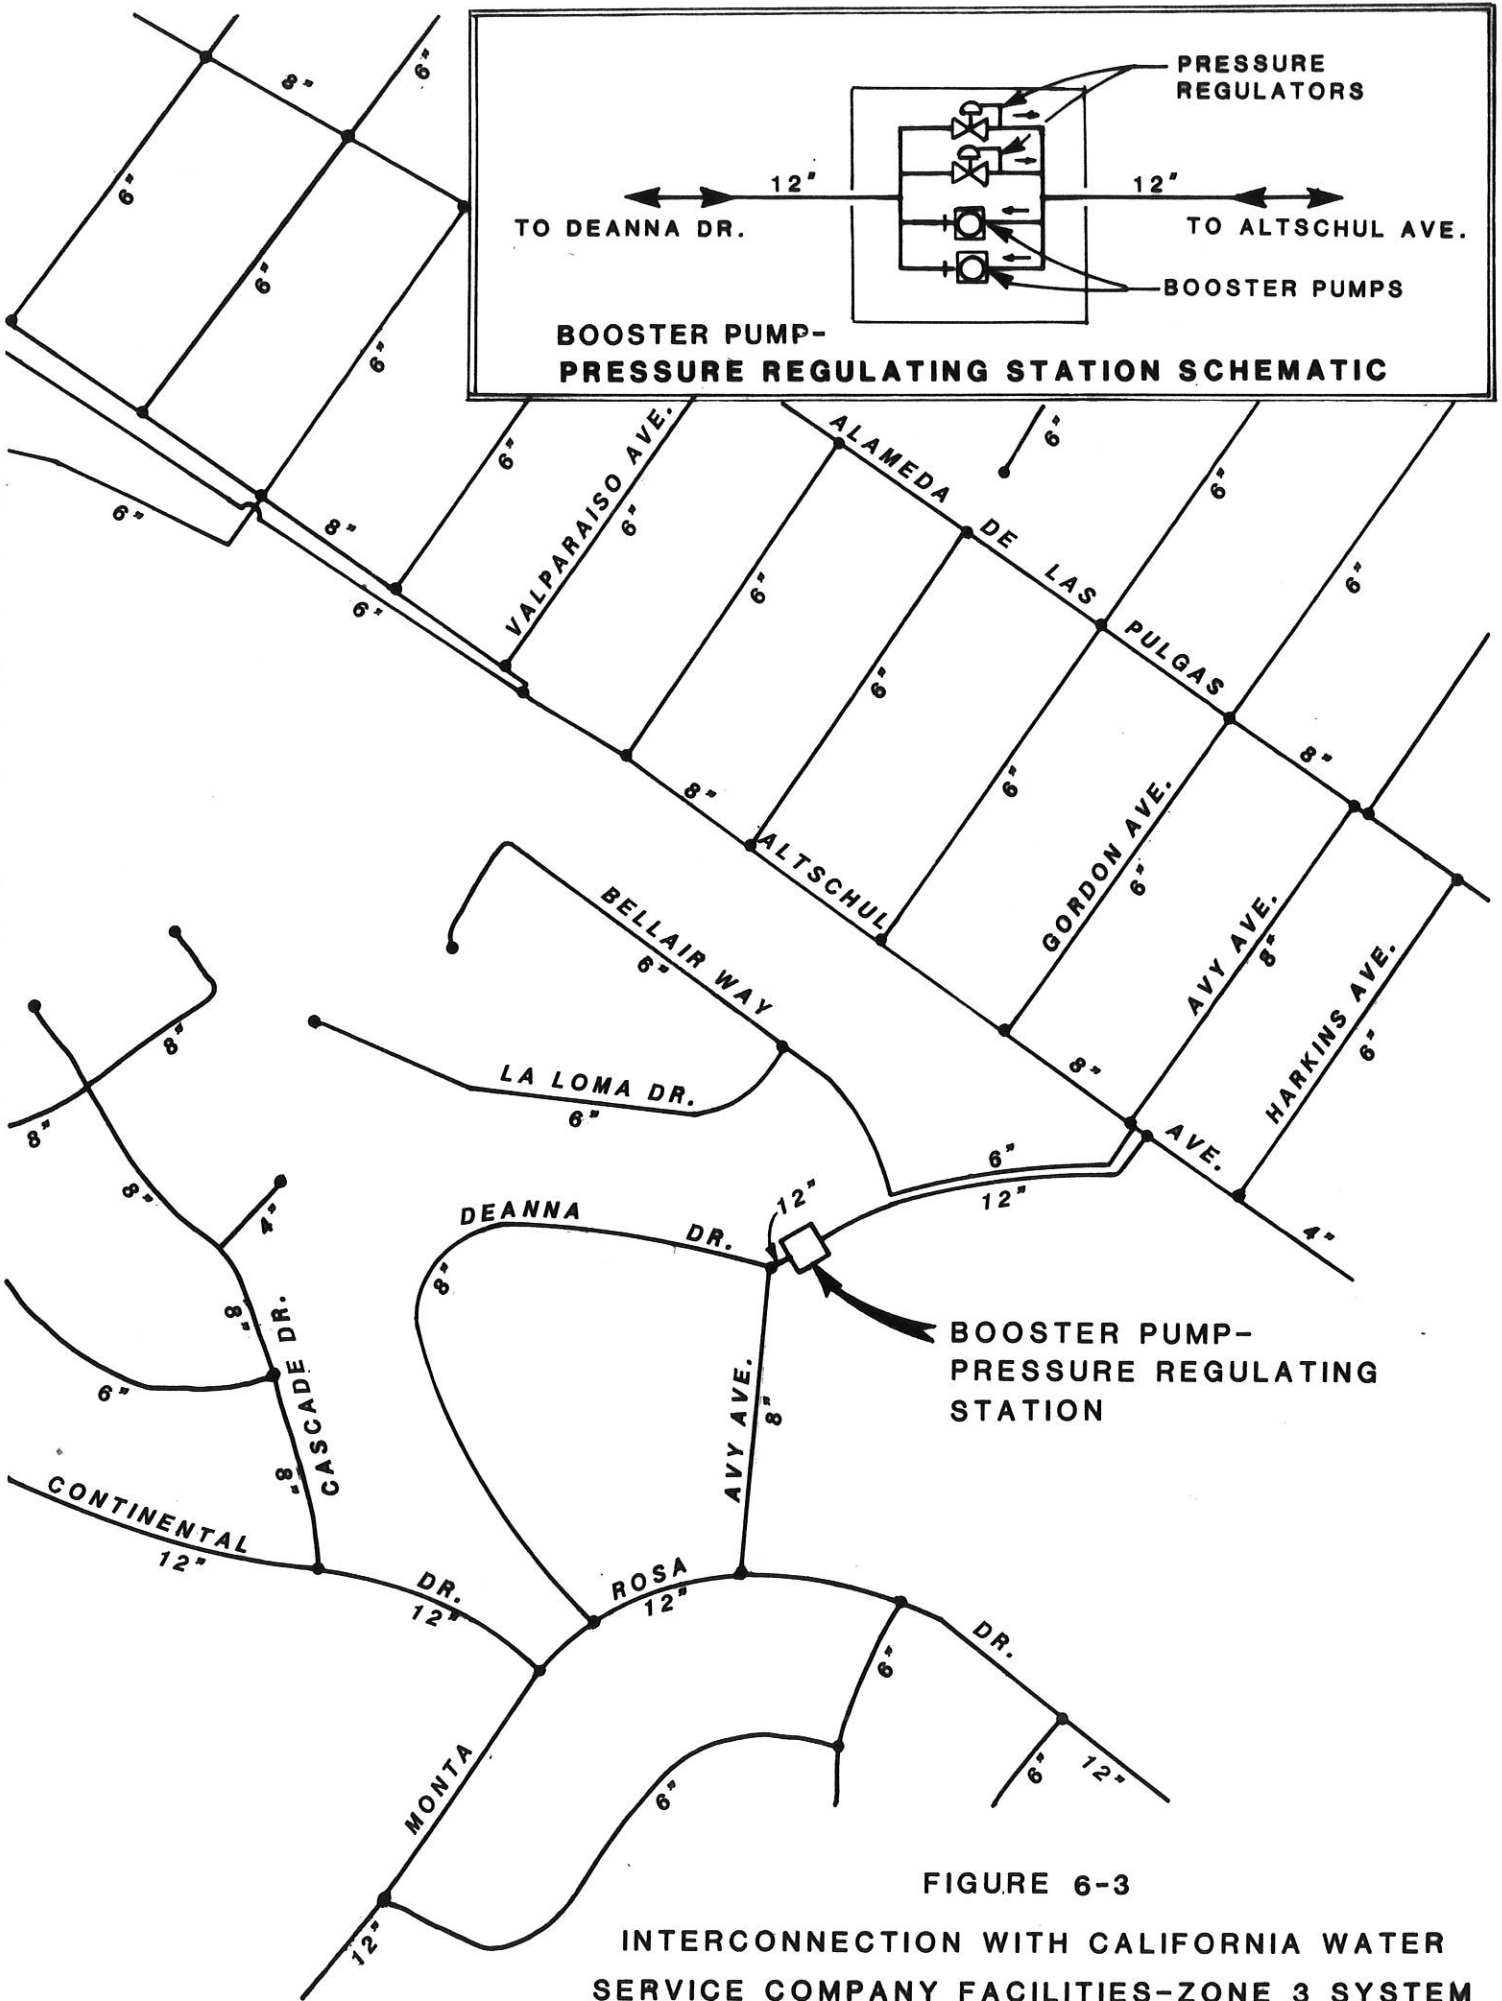 8"
6"
6"
6"
6"
PRESSURE
REGULATORS
12"
12"
TO DEANNA DR.
TO ALTSCHUL AVE.
BOOSTER PUMPS
BOOSTER PUMP-
PRESSURE REGULATING STATION SCHEMATIC
6"
8"
6"
6"
VALPARAISO AVE.
6"
ALAMEDA DE LAS PULGAS
6"
6"
6"
6"
6"
6"
8"
8"
ALTSCHUL AVE.
GORDON AVE.
6"
AVY AVE.
8"
HARKINS AVE.
6"
BELLAIR WAY
6"
LA LOMA DR.
6"
8"
8"
8"
8"
4"
6"
12"
12"
4"
DEANNA DR.
8"
8"
CASCADE DR.
8"
6"
BOOSTER PUMP-
PRESSURE REGULATING
STATION
AVY AVE.
8"
CONTINENTAL DR.
12"
12"
MONTA ROSA DR.
12"
6"
6"
6"
12"
12"
FIGURE 6-3
INTERCONNECTION WITH CALIFORNIA WATER
SERVICE COMPANY FACILITIES-ZONE 3 SYSTEM